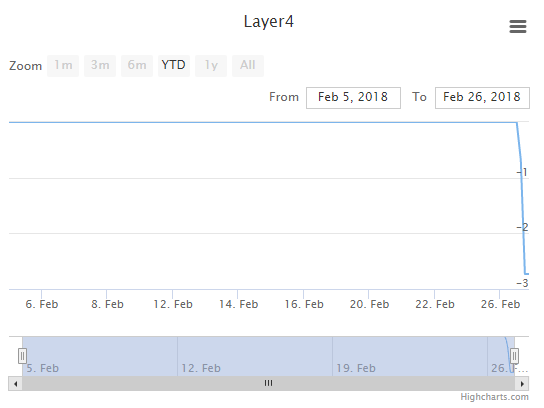 Layer4
Zoom 1m 3m 6m YTD 1y All
From Feb 5, 2018 To Feb 26, 2018
-1
-2
-3
6. Feb 8. Feb 12. Feb 14. Feb 16. Feb 20. Feb 22. Feb 26. Feb
5. Feb 12. Feb 19. Feb 26. F…
Highcharts.com